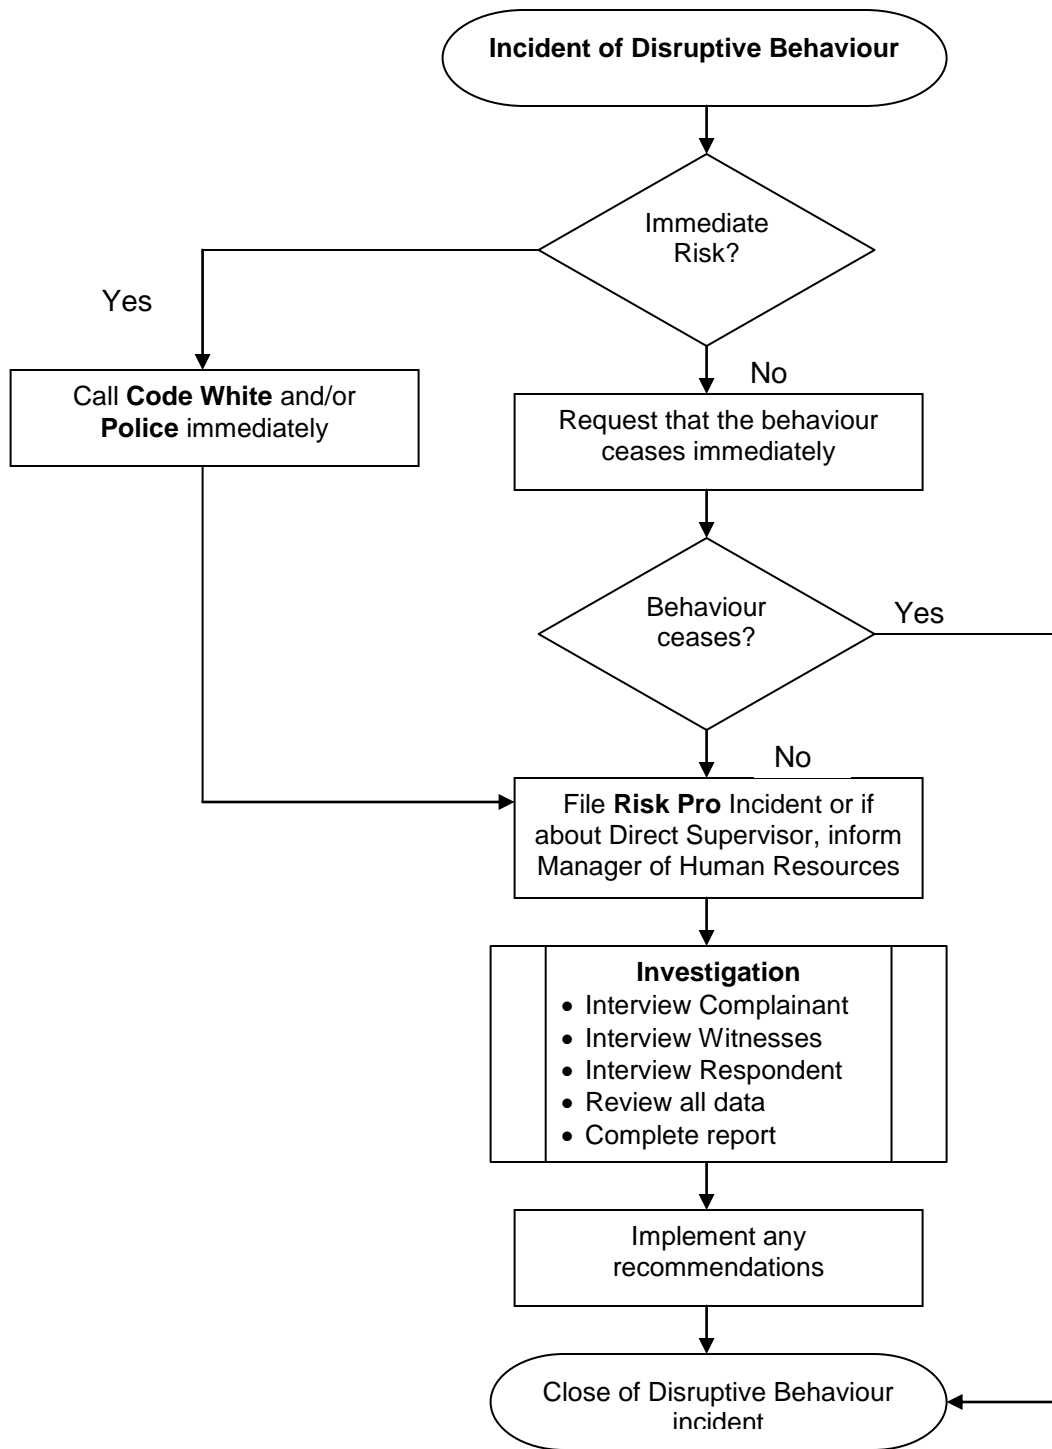 Incident of Disruptive Behaviour
Immediate
Risk?
Yes
No
Call Code White and/or
Police immediately
Request that the behaviour
ceases immediately
Behaviour
ceases?
Yes
No
File Risk Pro Incident or if
about Direct Supervisor, inform
Manager of Human Resources
Investigation
• Interview Complainant
• Interview Witnesses
• Interview Respondent
• Review all data
• Complete report
Implement any
recommendations
Close of Disruptive Behaviour
incident